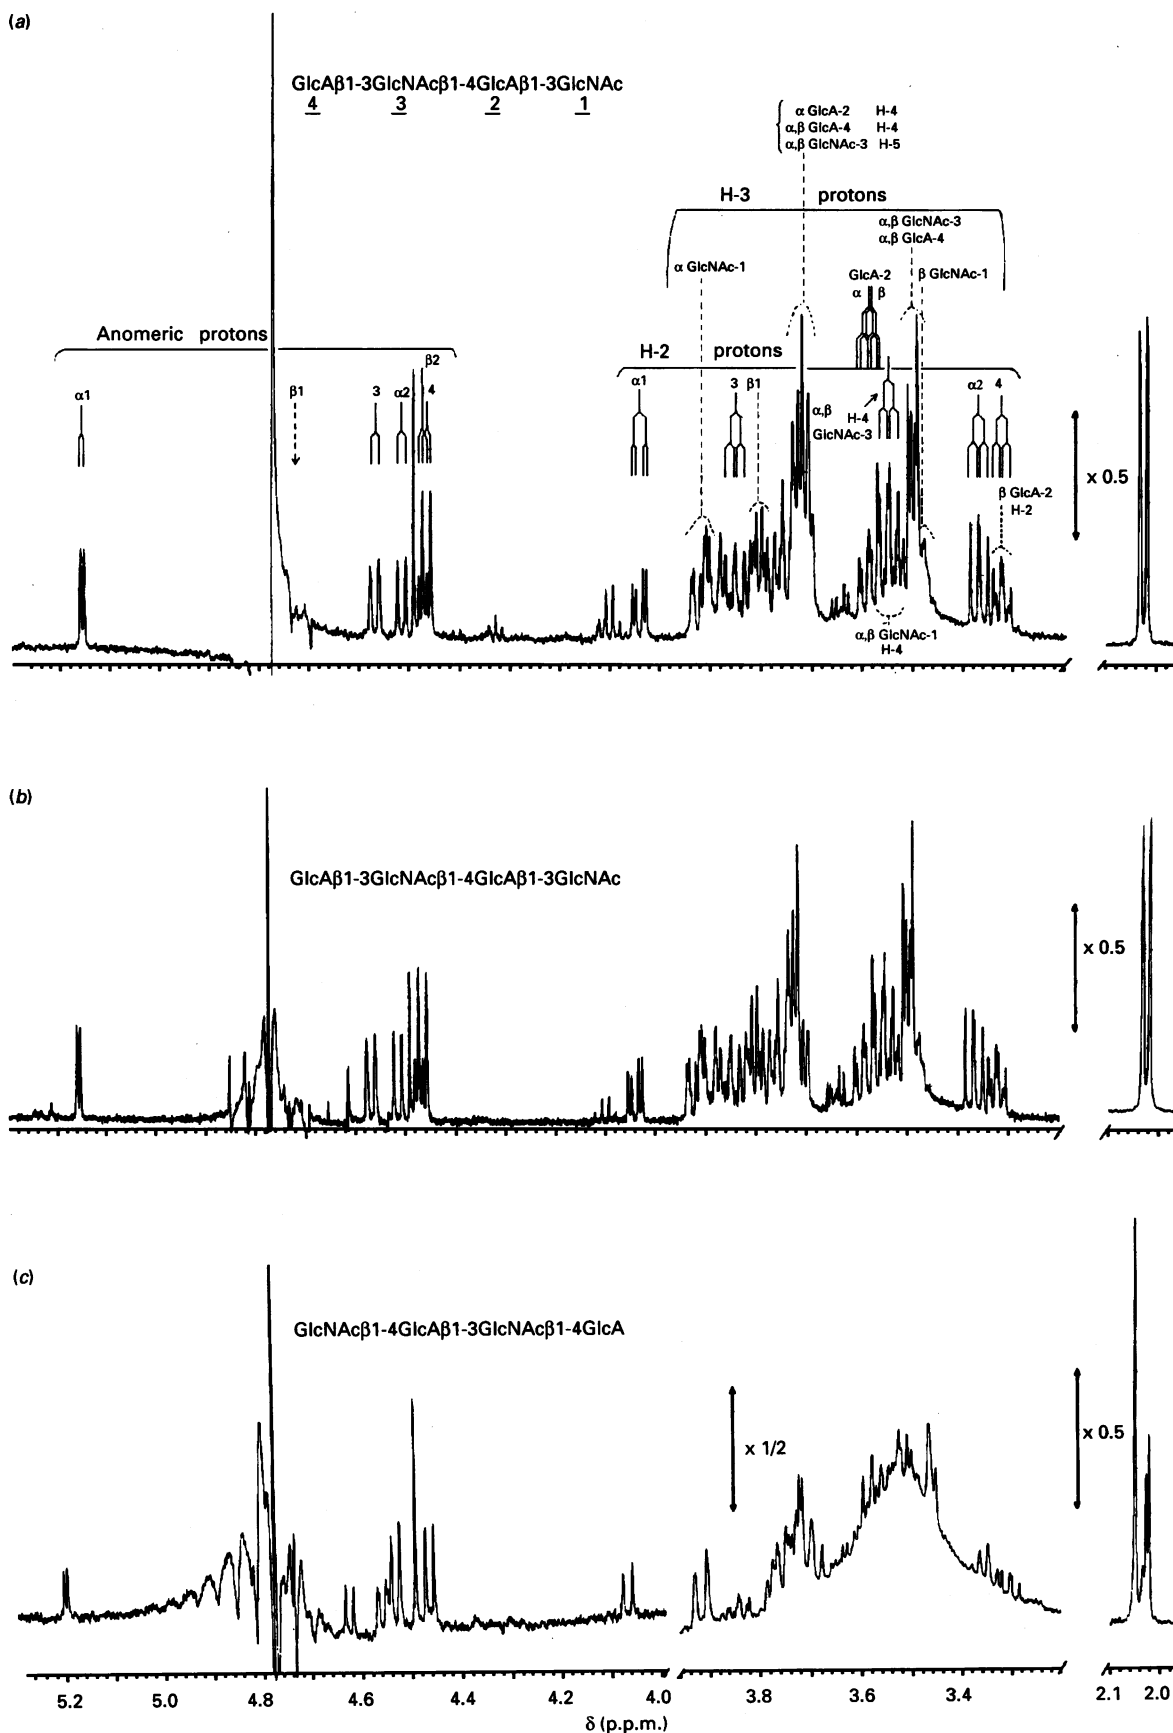 (a)
GlcAβ1-3GlcNAcβ1-4GlcAβ1-3GlcNAc
4 3 2 1
α GlcA-2 H-4
α,β GlcA-4 H-4
α,β GlcNAc-3 H-5
H-3 protons
α,β GlcNAc-3
α,β GlcA-4
α GlcNAc-1
GlcA-2
α β
β GlcNAc-1
Anomeric protons
H-2 protons
β2
α1
β1
3
α2
4
α1
3
β1
α,β
H-4
GlcNAc-3
α2
4
x 0.5
β GlcA-2
H-2
α,β GlcNAc-1
H-4
(b)
GlcAβ1-3GlcNAcβ1-4GlcAβ1-3GlcNAc
x 0.5
(c)
GlcNAcβ1-4GlcAβ1-3GlcNAcβ1-4GlcA
x 1/2
x 0.5
5.2 5.0 4.8 4.6 4.4 4.2 4.0 3.8 3.6 3.4 2.1 2.0
δ (p.p.m.)